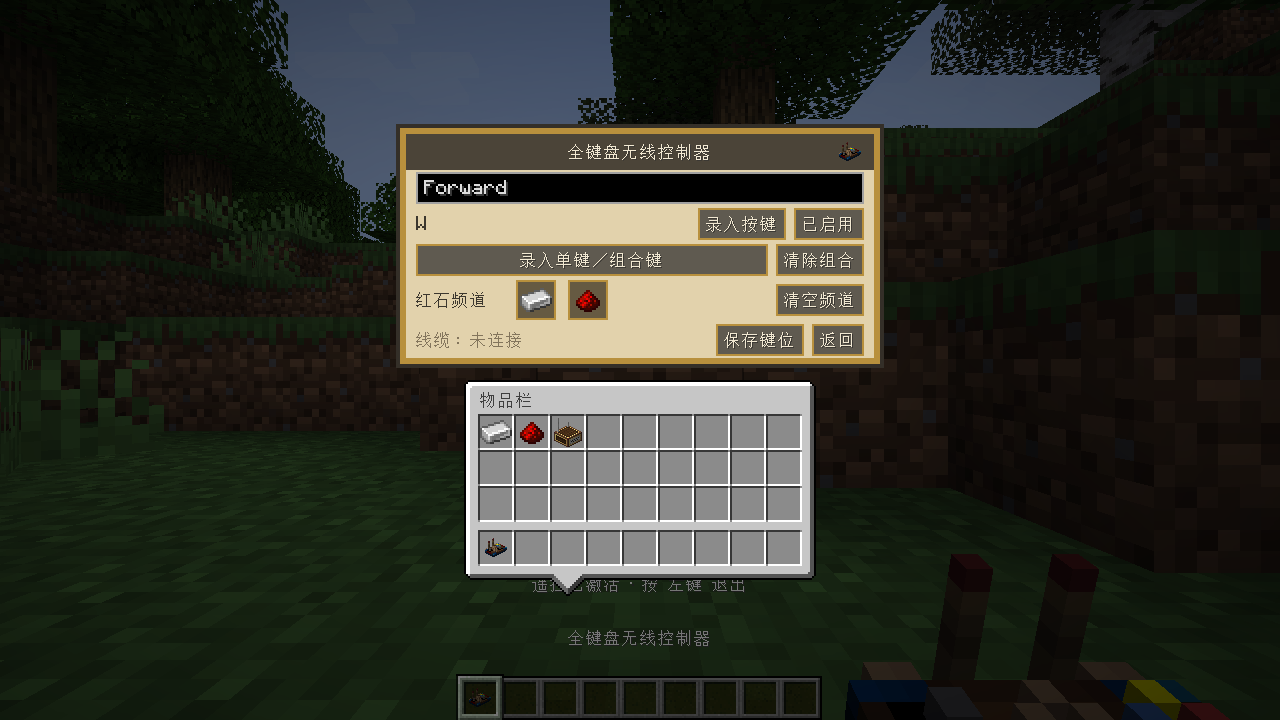 全键盘无线控制器
Forward
W 录入按键 已启用
录入单键／组合键 清除组合
红石频道 清空频道
线缆：未连接 保存键位 返回
物品栏
激活 · 按 左键 退出
全键盘无线控制器